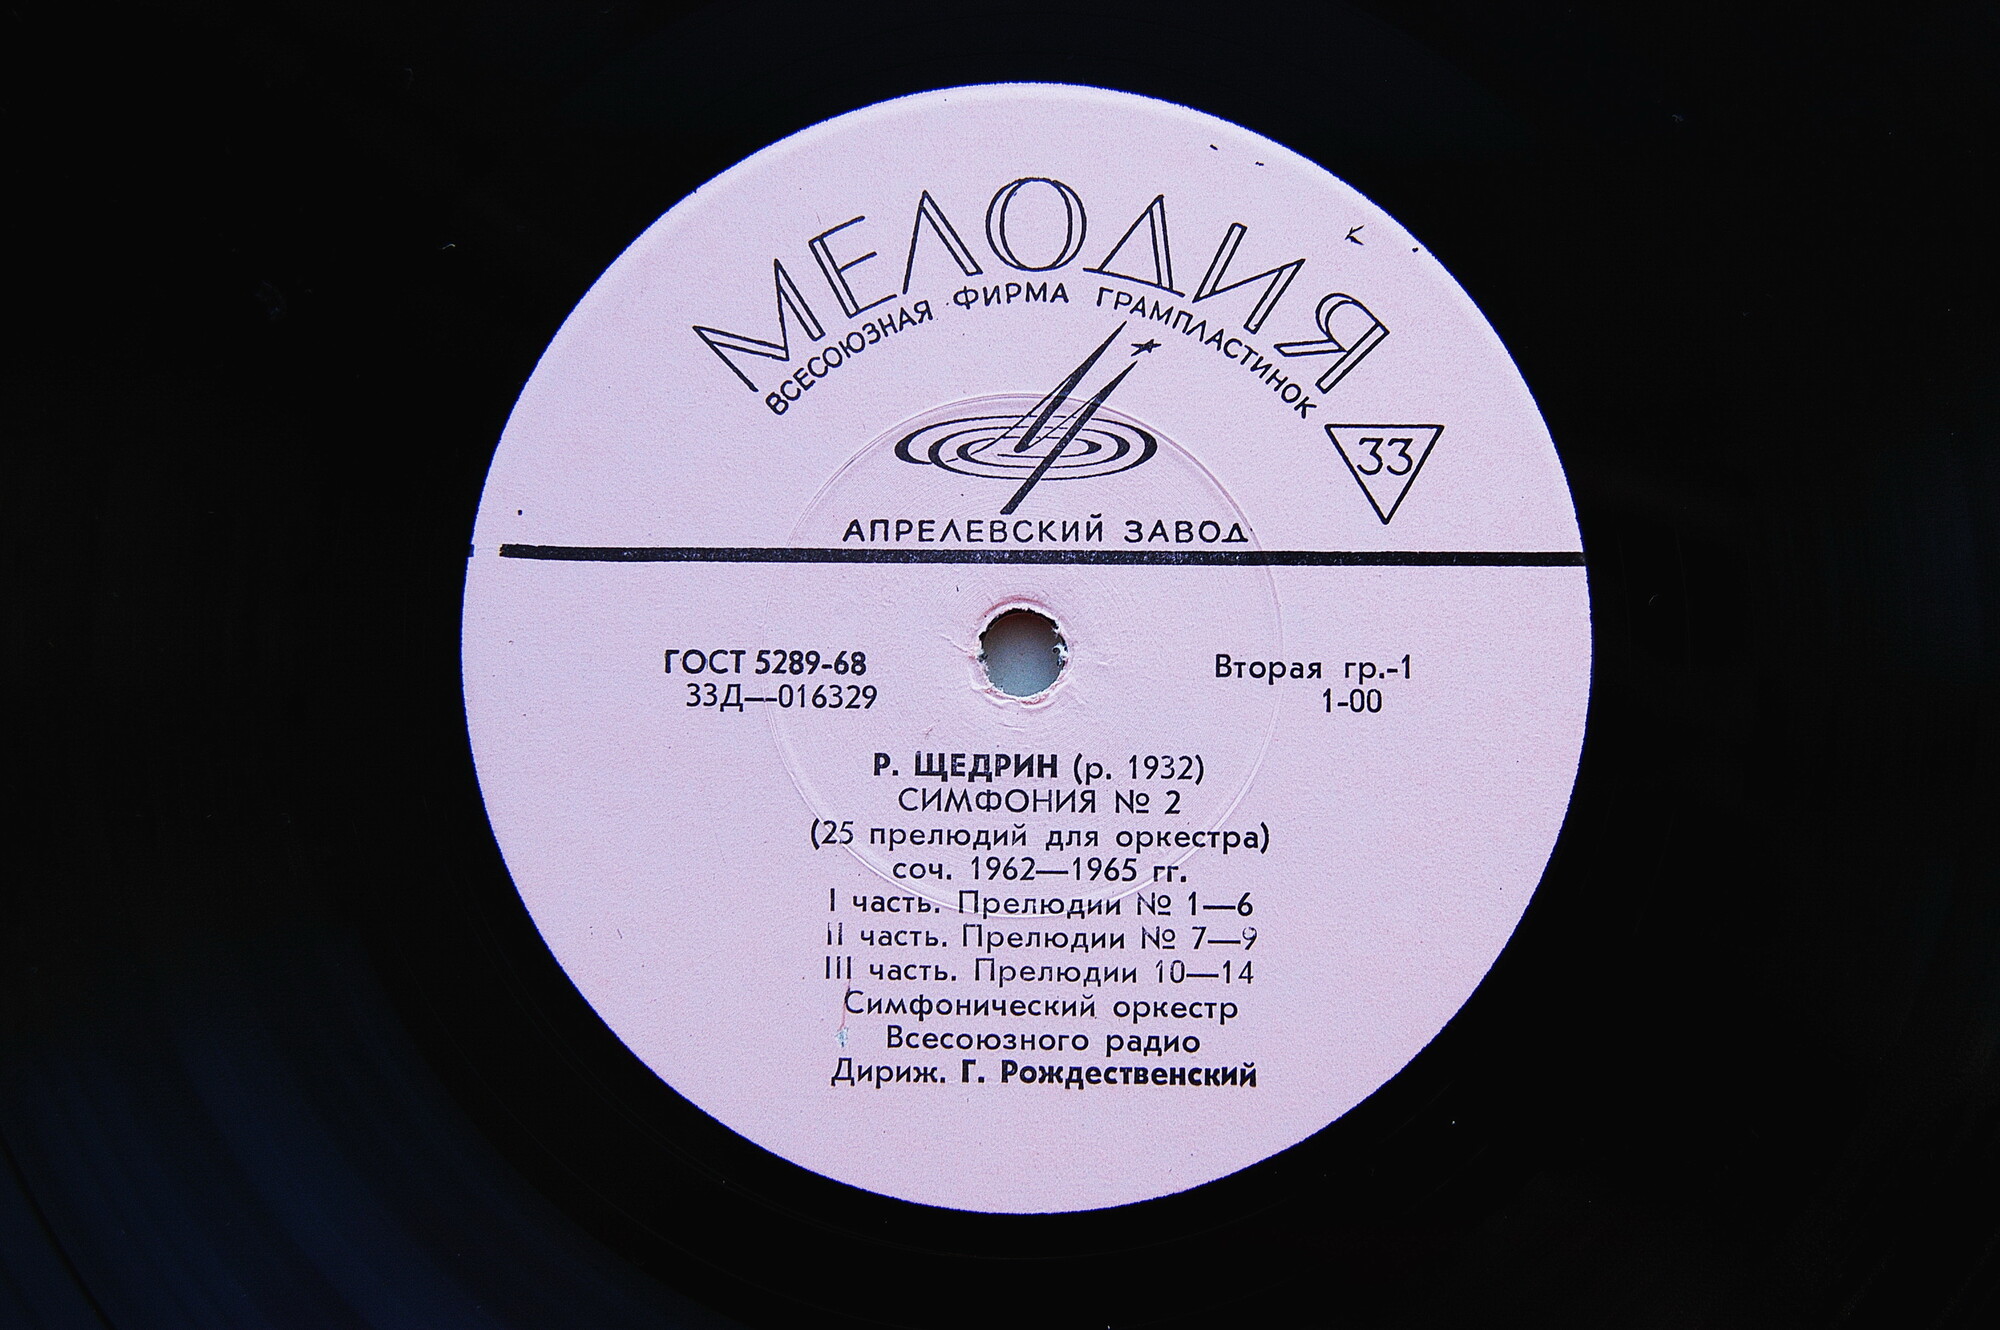 МЕЛОДИЯ
ВСЕСОЮЗНАЯ ФИРМА ГРАМПЛАСТИНОК
33
АПРЕЛЕВСКИЙ ЗАВОД
ГОСТ 5289-68
33Д—016329
Вторая гр.-1
1-00
Р. ЩЕДРИН (р. 1932)
СИМФОНИЯ № 2
(25 прелюдий для оркестра)
соч. 1962—1965 гг.
I часть. Прелюдии № 1—6
II часть. Прелюдии № 7—9
III часть. Прелюдии 10—14
Симфонический оркестр
Всесоюзного радио
Дириж. Г. Рождественский